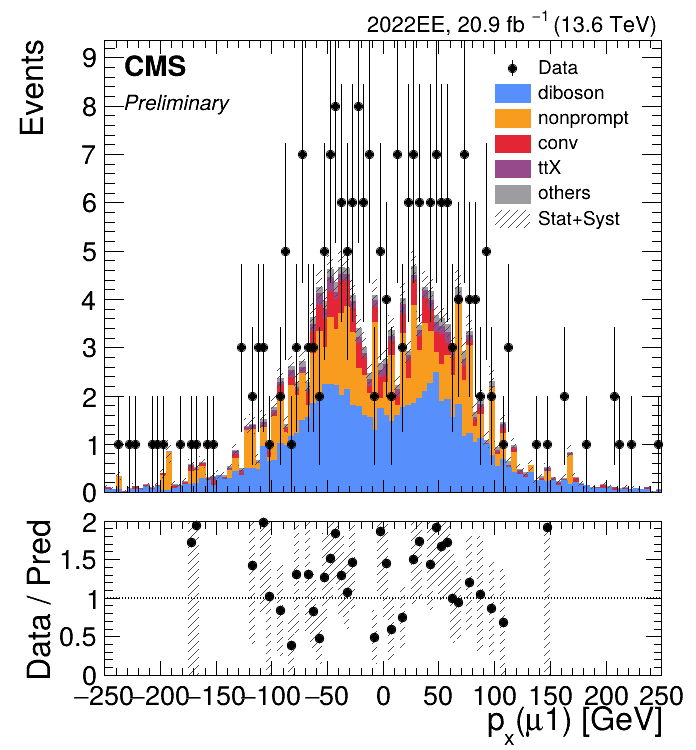 2022EE, 20.9 fb⁻¹ (13.6 TeV)
CMS
Preliminary
Events
9
8
7
6
5
4
3
2
1
0
Data
diboson
nonprompt
conv
ttX
others
Stat+Syst
Data / Pred
2
1.5
1
0.5
0
−250 −200 −150 −100 −50 0 50 100 150 200 250
pₓ(μ1) [GeV]